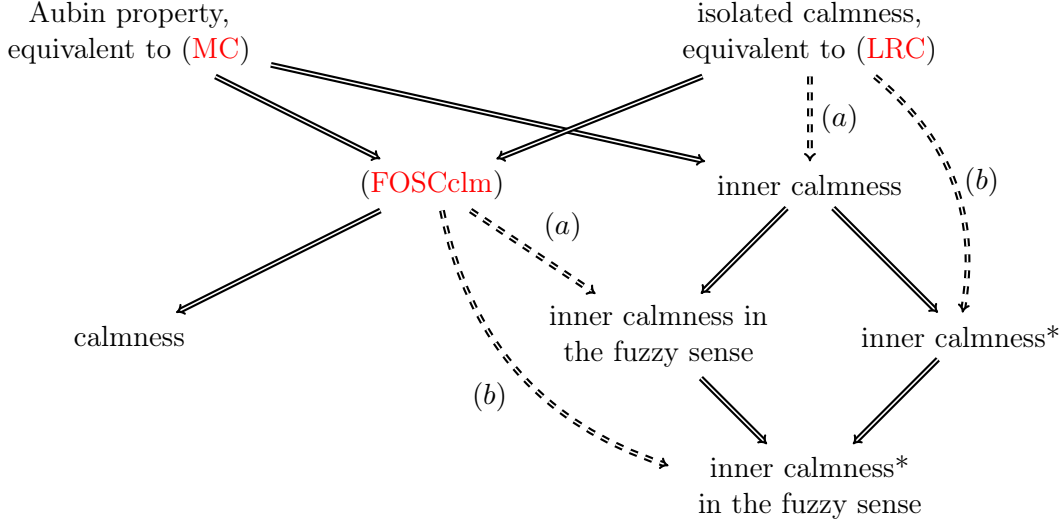 Aubin property,
equivalent to (MC)
isolated calmness,
equivalent to (LRC)
(a)
(FOSCclm)
inner calmness
(b)
(a)
calmness
inner calmness in
the fuzzy sense
inner calmness*
(b)
inner calmness*
in the fuzzy sense